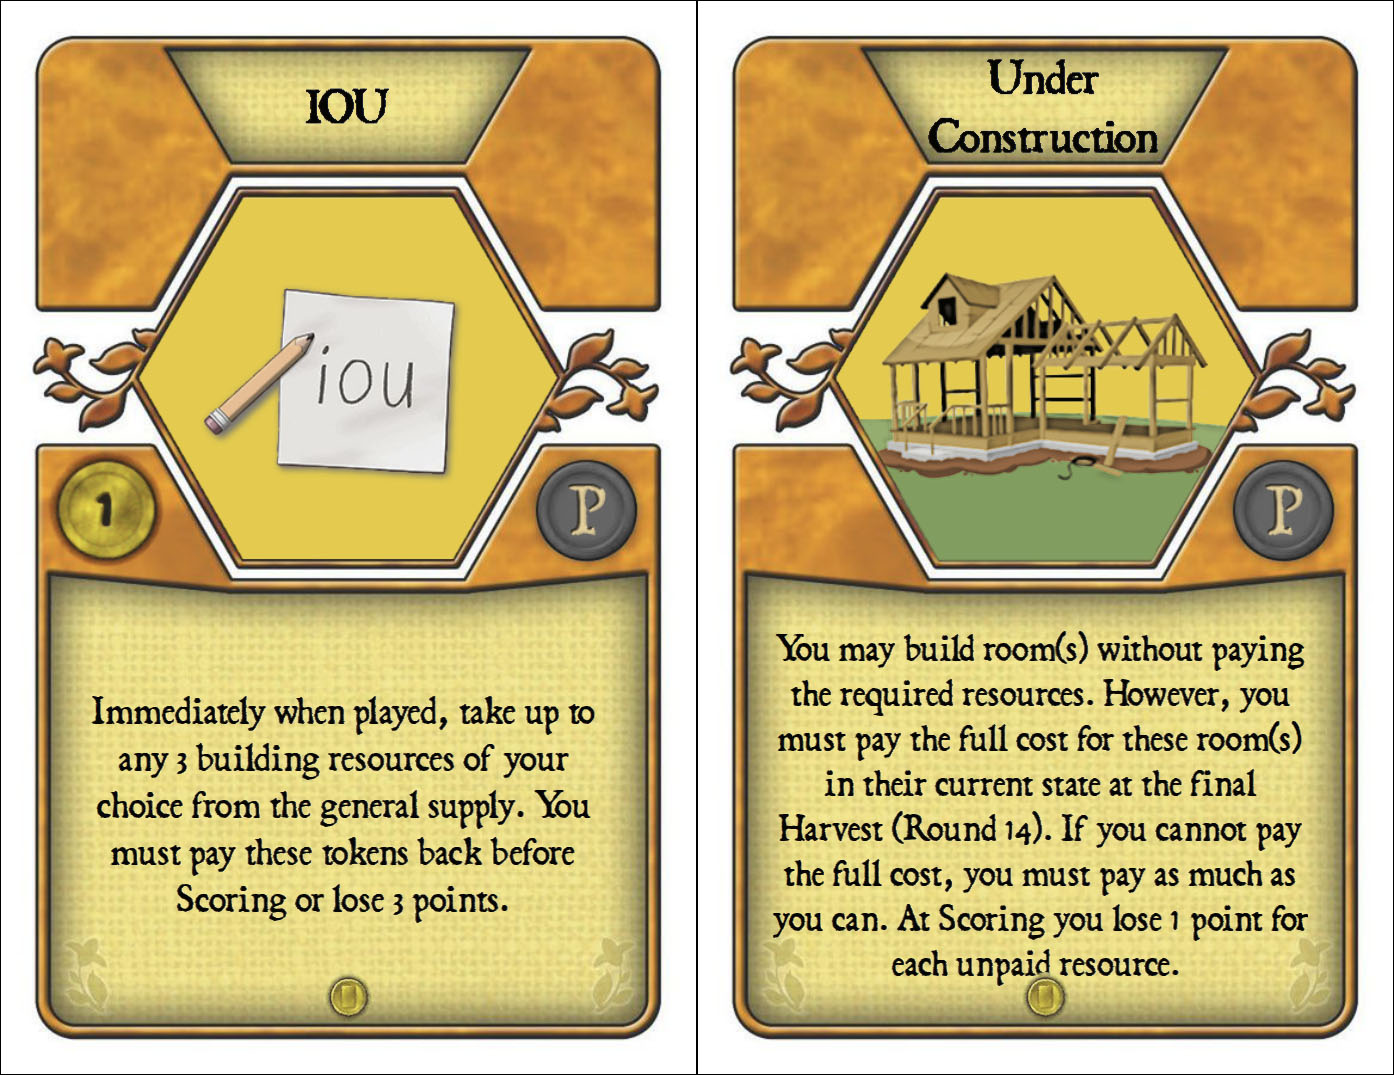 IOU
iou
1
P
Immediately when played, take up to
any 3 building resources of your
choice from the general supply. You
must pay these tokens back before
Scoring or lose 3 points.
Under
Construction
P
You may build room(s) without paying
the required resources. However, you
must pay the full cost for these room(s)
in their current state at the final
Harvest (Round 14). If you cannot pay
the full cost, you must pay as much as
you can. At Scoring you lose 1 point for
each unpaid resource.